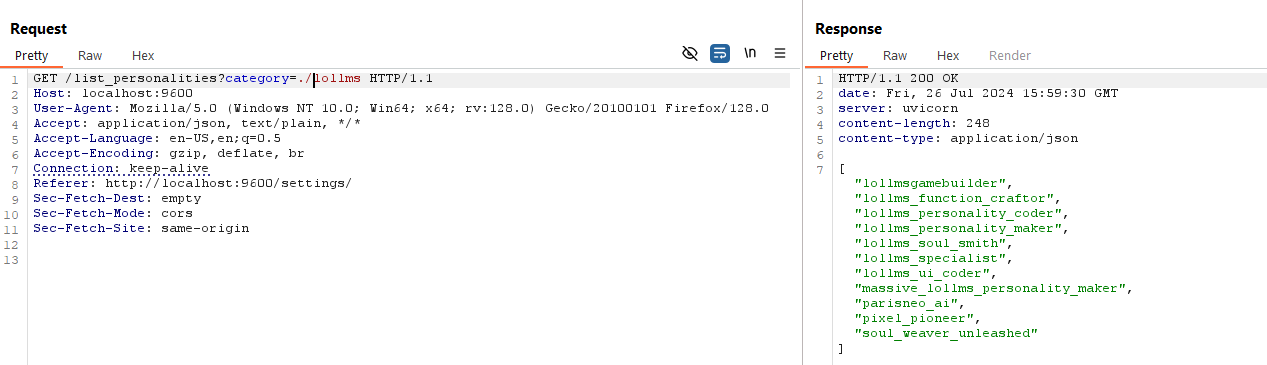 Request
Pretty Raw Hex \n
1 GET /list_personalities?category=./lollms HTTP/1.1
2 Host: localhost:9600
3 User-Agent: Mozilla/5.0 (Windows NT 10.0; Win64; x64; rv:128.0) Gecko/20100101 Firefox/128.0
4 Accept: application/json, text/plain, */*
5 Accept-Language: en-US,en;q=0.5
6 Accept-Encoding: gzip, deflate, br
7 Connection: keep-alive
8 Referer: http://localhost:9600/settings/
9 Sec-Fetch-Dest: empty
10 Sec-Fetch-Mode: cors
11 Sec-Fetch-Site: same-origin
12
13
Response
Pretty Raw Hex Render
1 HTTP/1.1 200 OK
2 date: Fri, 26 Jul 2024 15:59:30 GMT
3 server: uvicorn
4 content-length: 248
5 content-type: application/json
6
7 [
"lollmsgamebuilder",
"lollms_function_craftor",
"lollms_personality_coder",
"lollms_personality_maker",
"lollms_soul_smith",
"lollms_specialist",
"lollms_ui_coder",
"massive_lollms_personality_maker",
"parisneo_ai",
"pixel_pioneer",
"soul_weaver_unleashed"
]